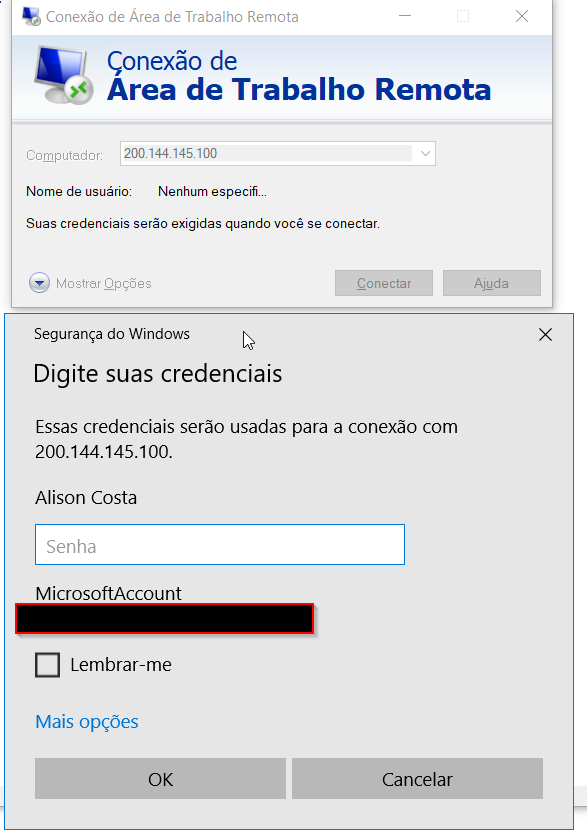 Conexão de Área de Trabalho Remota
Conexão de
Área de Trabalho Remota
Computador: 200.144.145.100
Nome de usuário: Nenhum especifi...
Suas credenciais serão exigidas quando você se conectar.
Mostrar Opções Conectar Ajuda
Segurança do Windows
Digite suas credenciais
Essas credenciais serão usadas para a conexão com
200.144.145.100.
Alison Costa
Senha
MicrosoftAccount
Lembrar-me
Mais opções
OK Cancelar